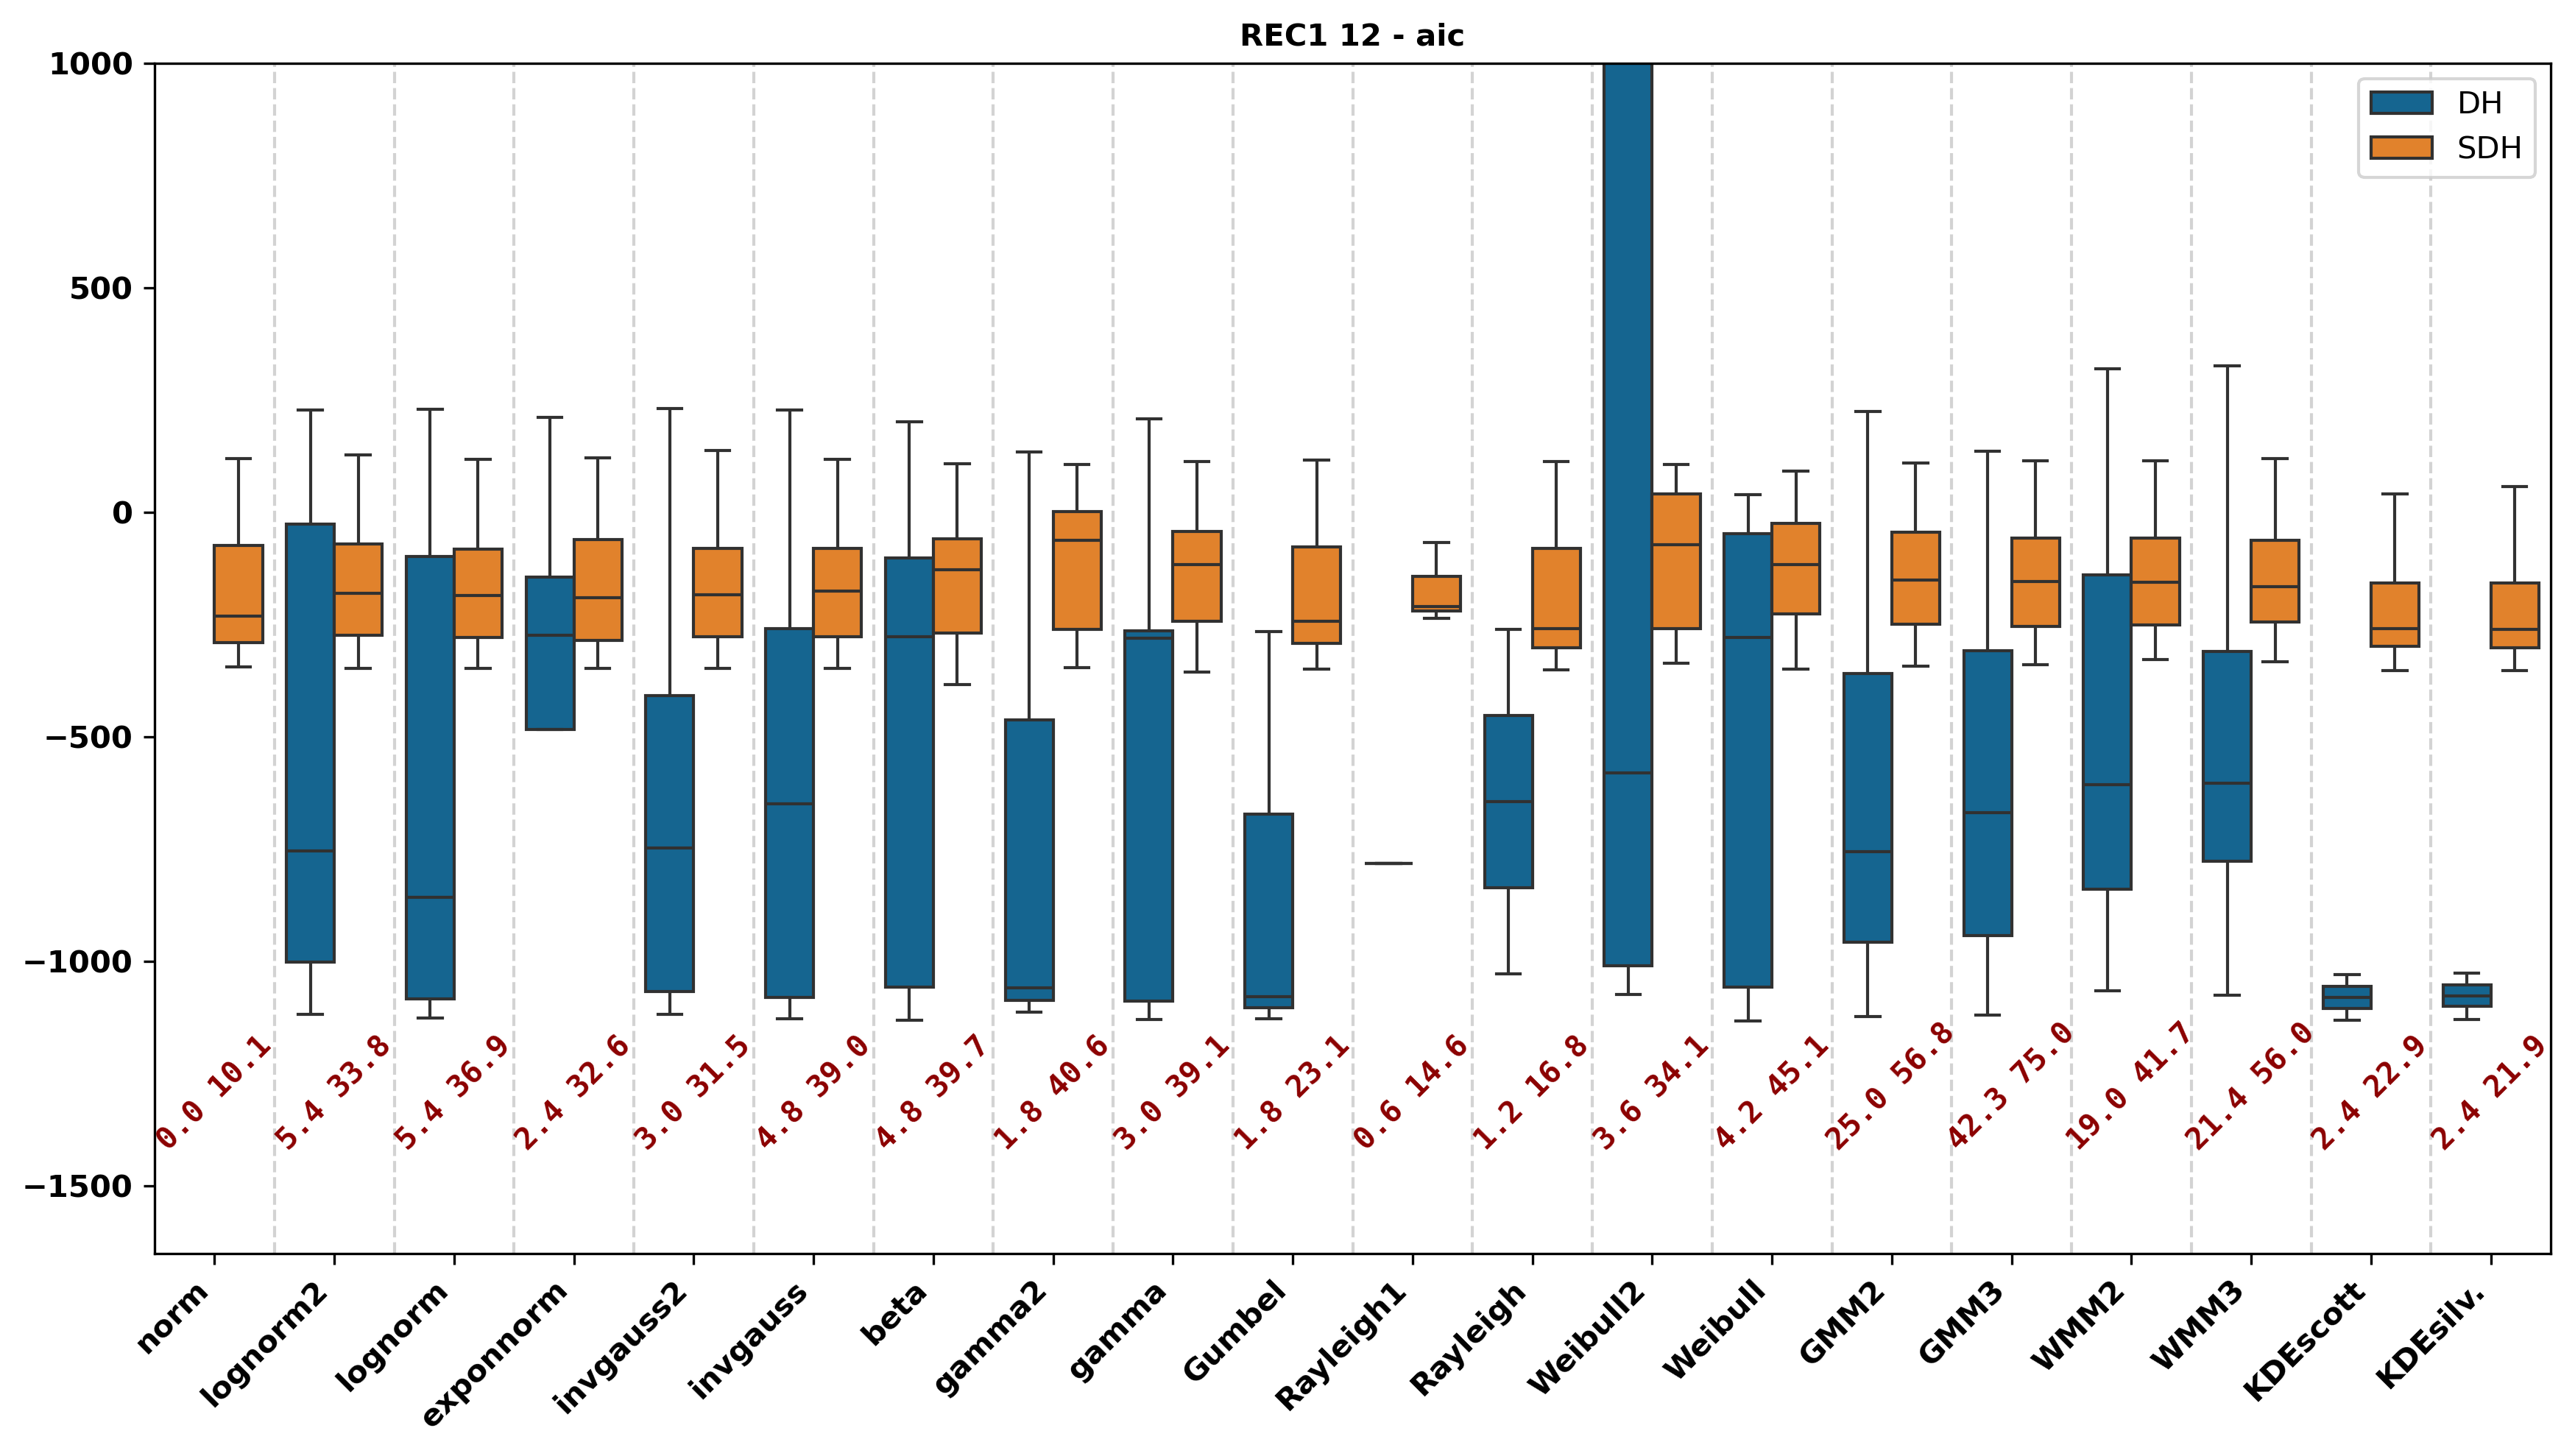 REC1 12 - aic
1000
500
0
−500
−1000
−1500
DH
SDH
0.0 10.1
5.4 33.8
5.4 36.9
2.4 32.6
3.0 31.5
4.8 39.0
4.8 39.7
1.8 40.6
3.0 39.1
1.8 23.1
0.6 14.6
1.2 16.8
3.6 34.1
4.2 45.1
25.0 56.8
42.3 75.0
19.0 41.7
21.4 56.0
2.4 22.9
2.4 21.9
norm
lognorm2
lognorm
exponnorm
invgauss2
invgauss
beta
gamma2
gamma
Gumbel
Rayleigh1
Rayleigh
Weibull2
Weibull
GMM2
GMM3
WMM2
WMM3
KDEscott
KDEsilv.